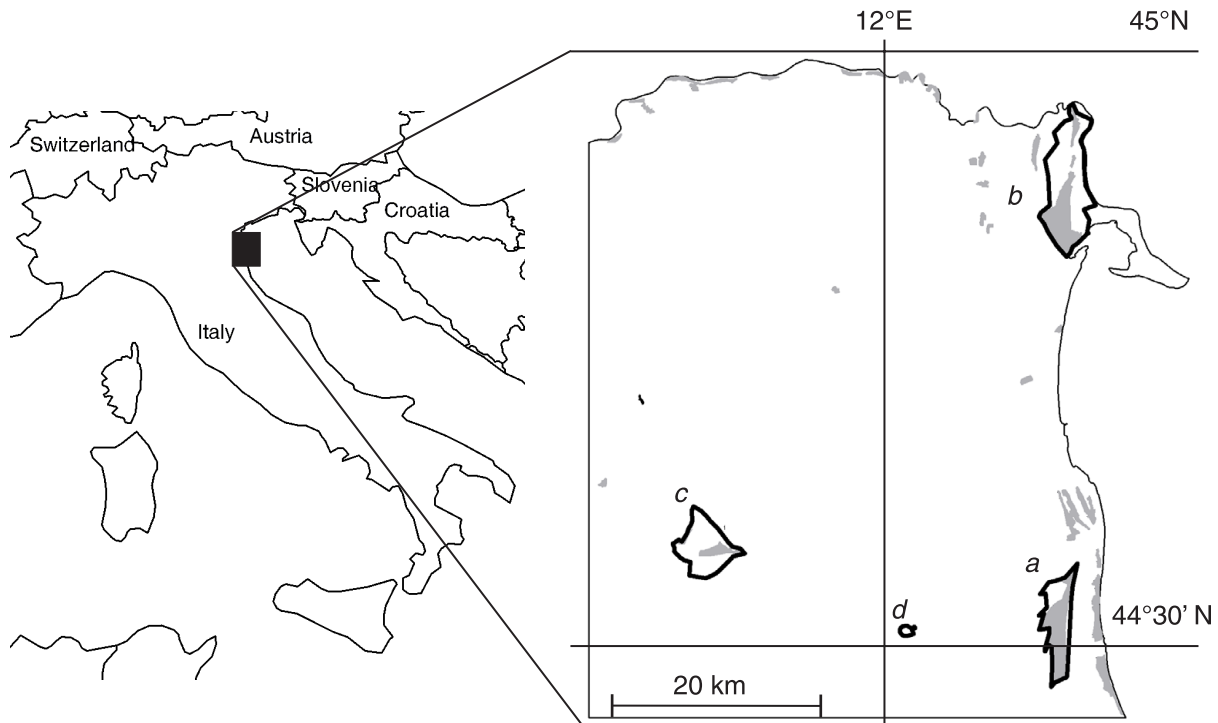 12°E
45°N
Switzerland
Austria
Slovenia
Croatia
Italy
b
c
a
d
44°30' N
20 km